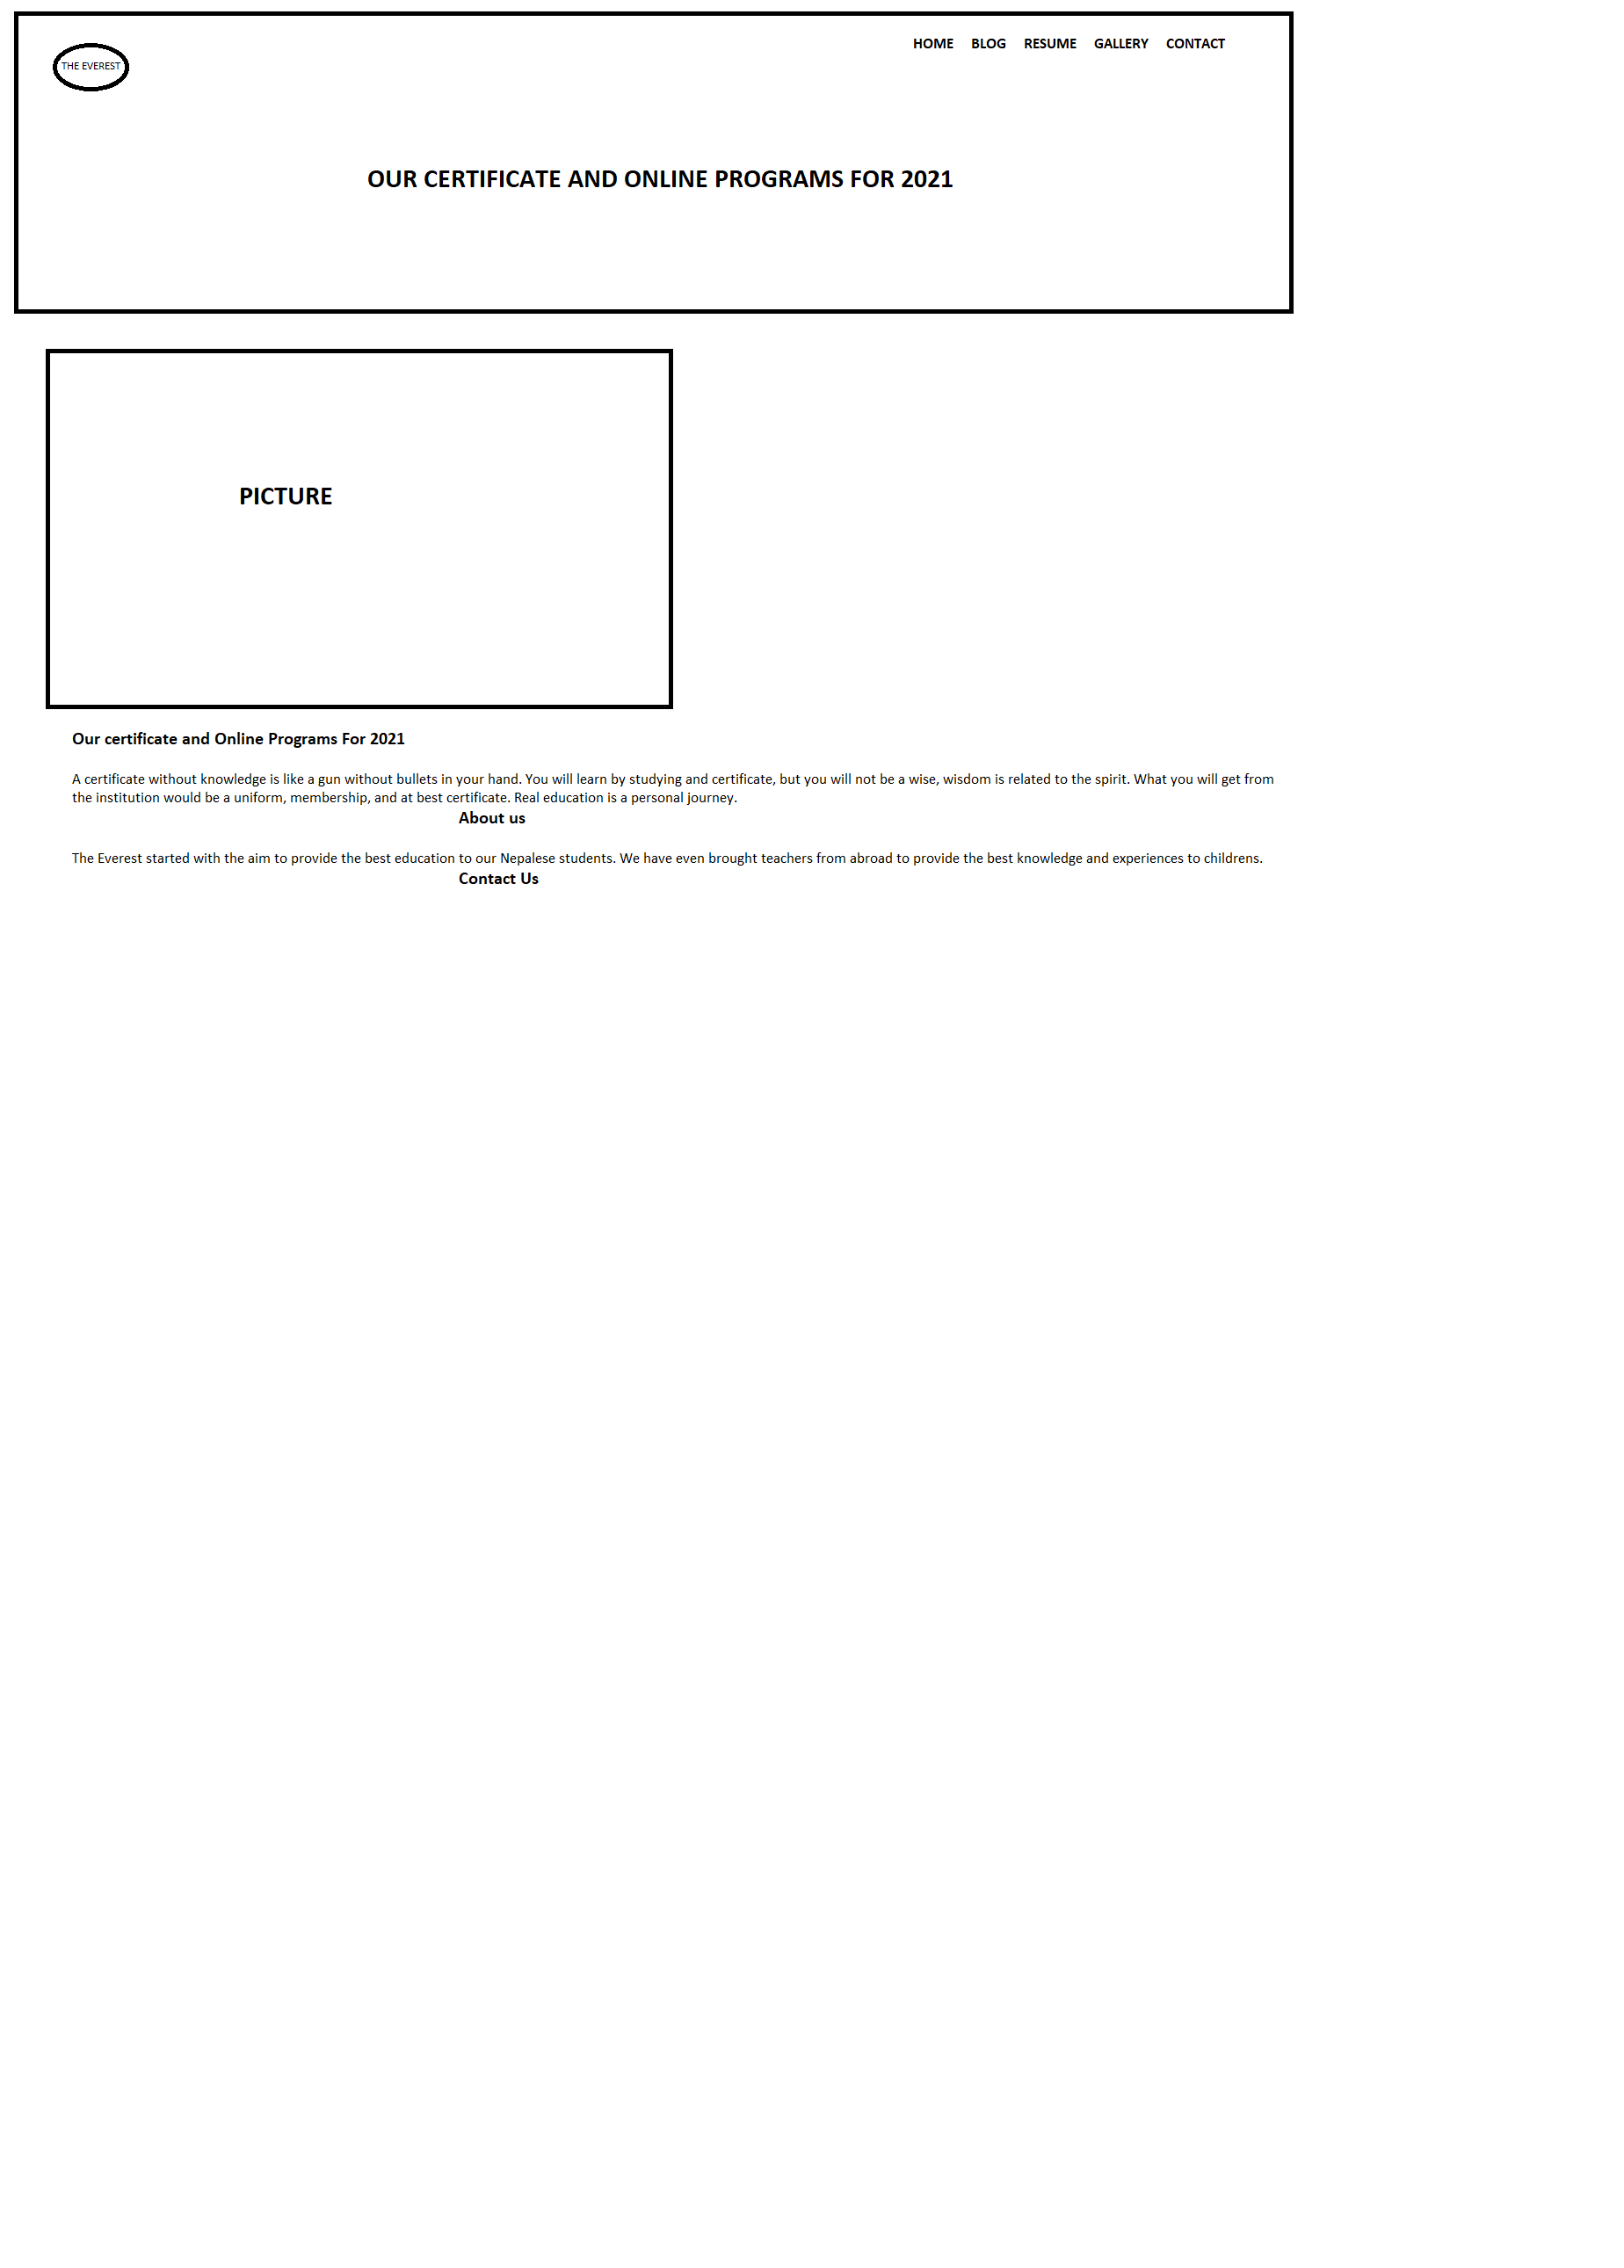 HOME BLOG RESUME GALLERY CONTACT
THE EVEREST
OUR CERTIFICATE AND ONLINE PROGRAMS FOR 2021
PICTURE
Our certificate and Online Programs For 2021
A certificate without knowledge is like a gun without bullets in your hand. You will learn by studying and certificate, but you will not be a wise, wisdom is related to the spirit. What you will get from
the institution would be a uniform, membership, and at best certificate. Real education is a personal journey.
About us
The Everest started with the aim to provide the best education to our Nepalese students. We have even brought teachers from abroad to provide the best knowledge and experiences to childrens.
Contact Us